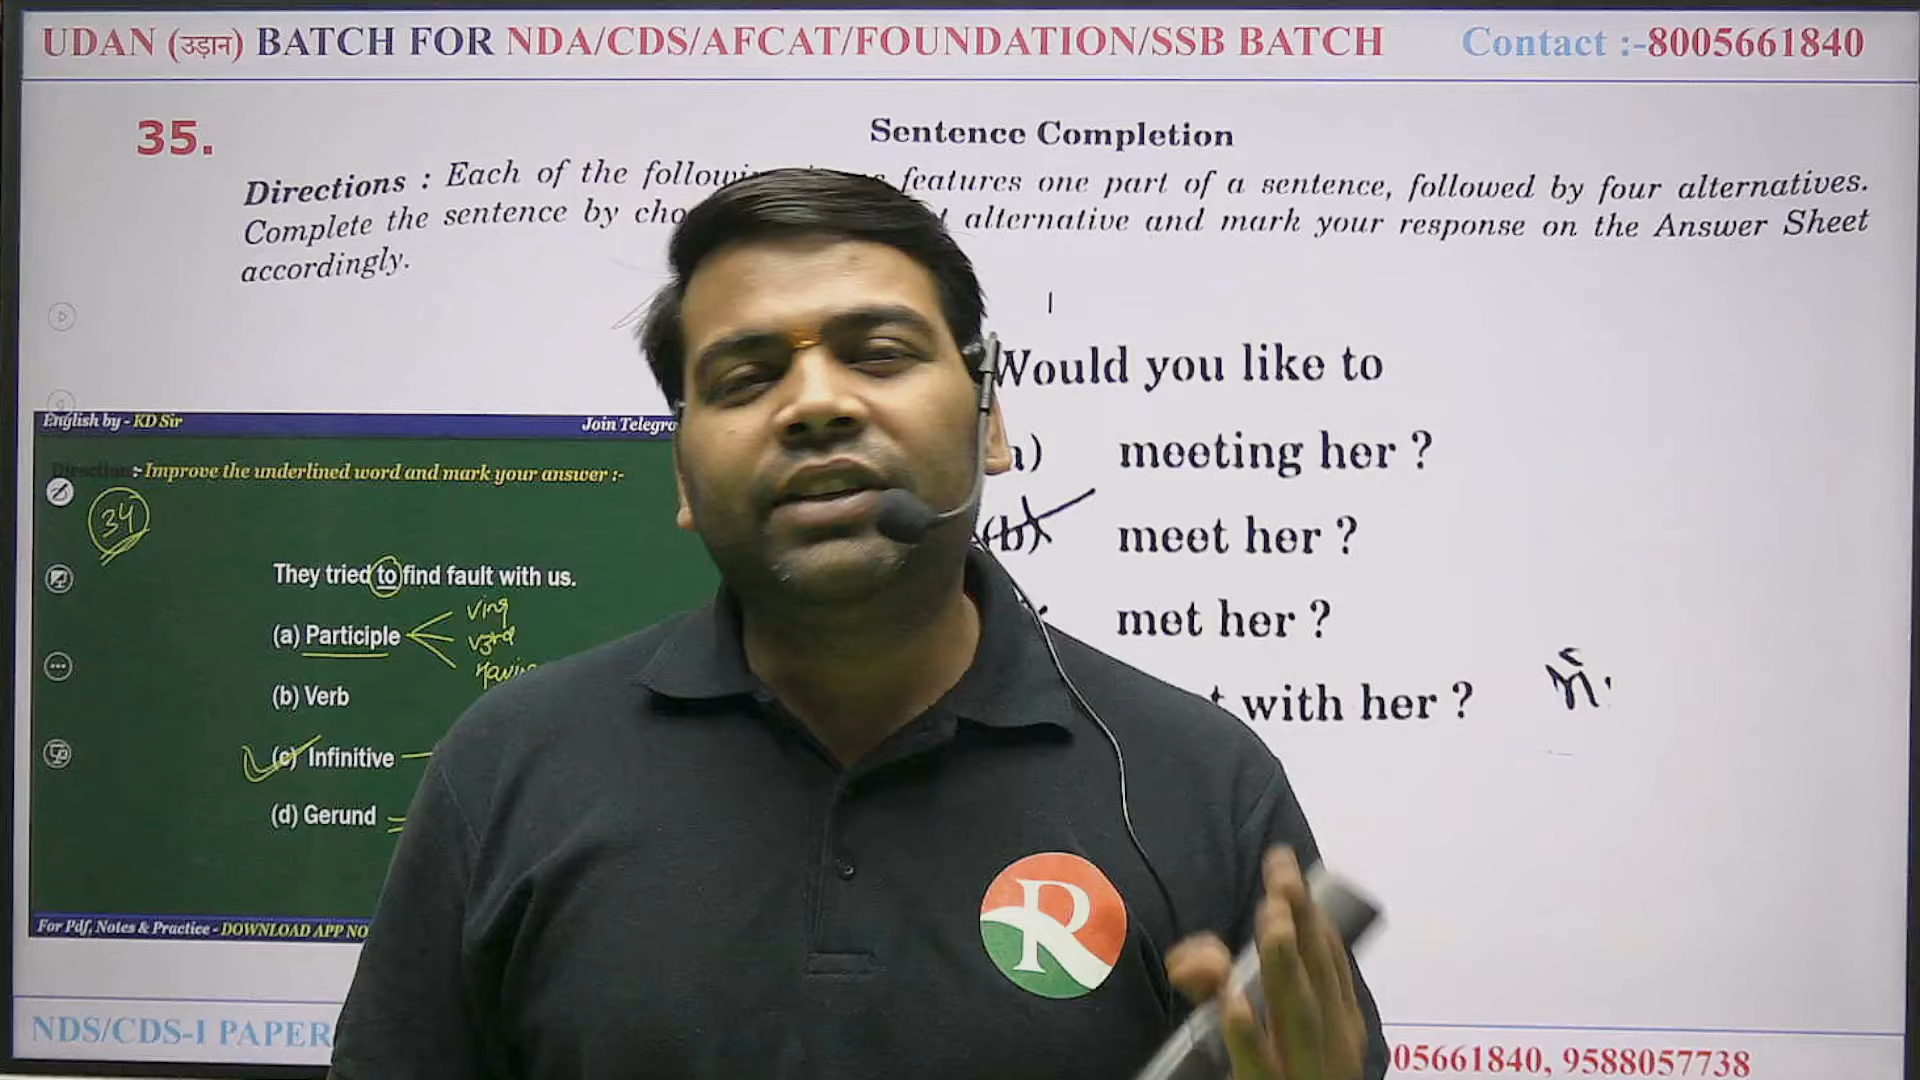 UDAN (उड़ान) BATCH FOR NDA/CDS/AFCAT/FOUNDATION/SSB BATCH Contact :-8005661840
35.
Sentence Completion
Directions : Each of the features one part of a sentence, followed by four alternatives.
Complete the sentence by alternative and mark your response on the Answer Sheet
accordingly.
Would you like to
meeting her ?
(b) meet her ?
met her ?
with her ?
English by - KD Sir Join
: Improve the underlined word and mark your answer :-
34
They tried to find fault with us.
(a) Participle
Ving
V3rd
(b) Verb
(c) Infinitive
(d) Gerund
For Pdf, Notes & Practice - DOWNLOAD APP
R
NDS/CDS-I PAPER
05661840, 9588057738